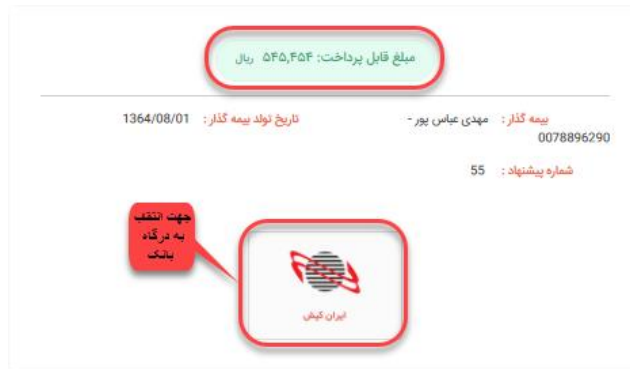 مبلغ قابل پرداخت: ۵۴۵,۴۵۴ ریال
بیمه گذار : مهدی عباس پور - تاریخ تولد بیمه گذار : 1364/08/01
0078896290
شماره پیشنهاد : 55
جهت انتقب
به درگاه
بانک
ایران کیش